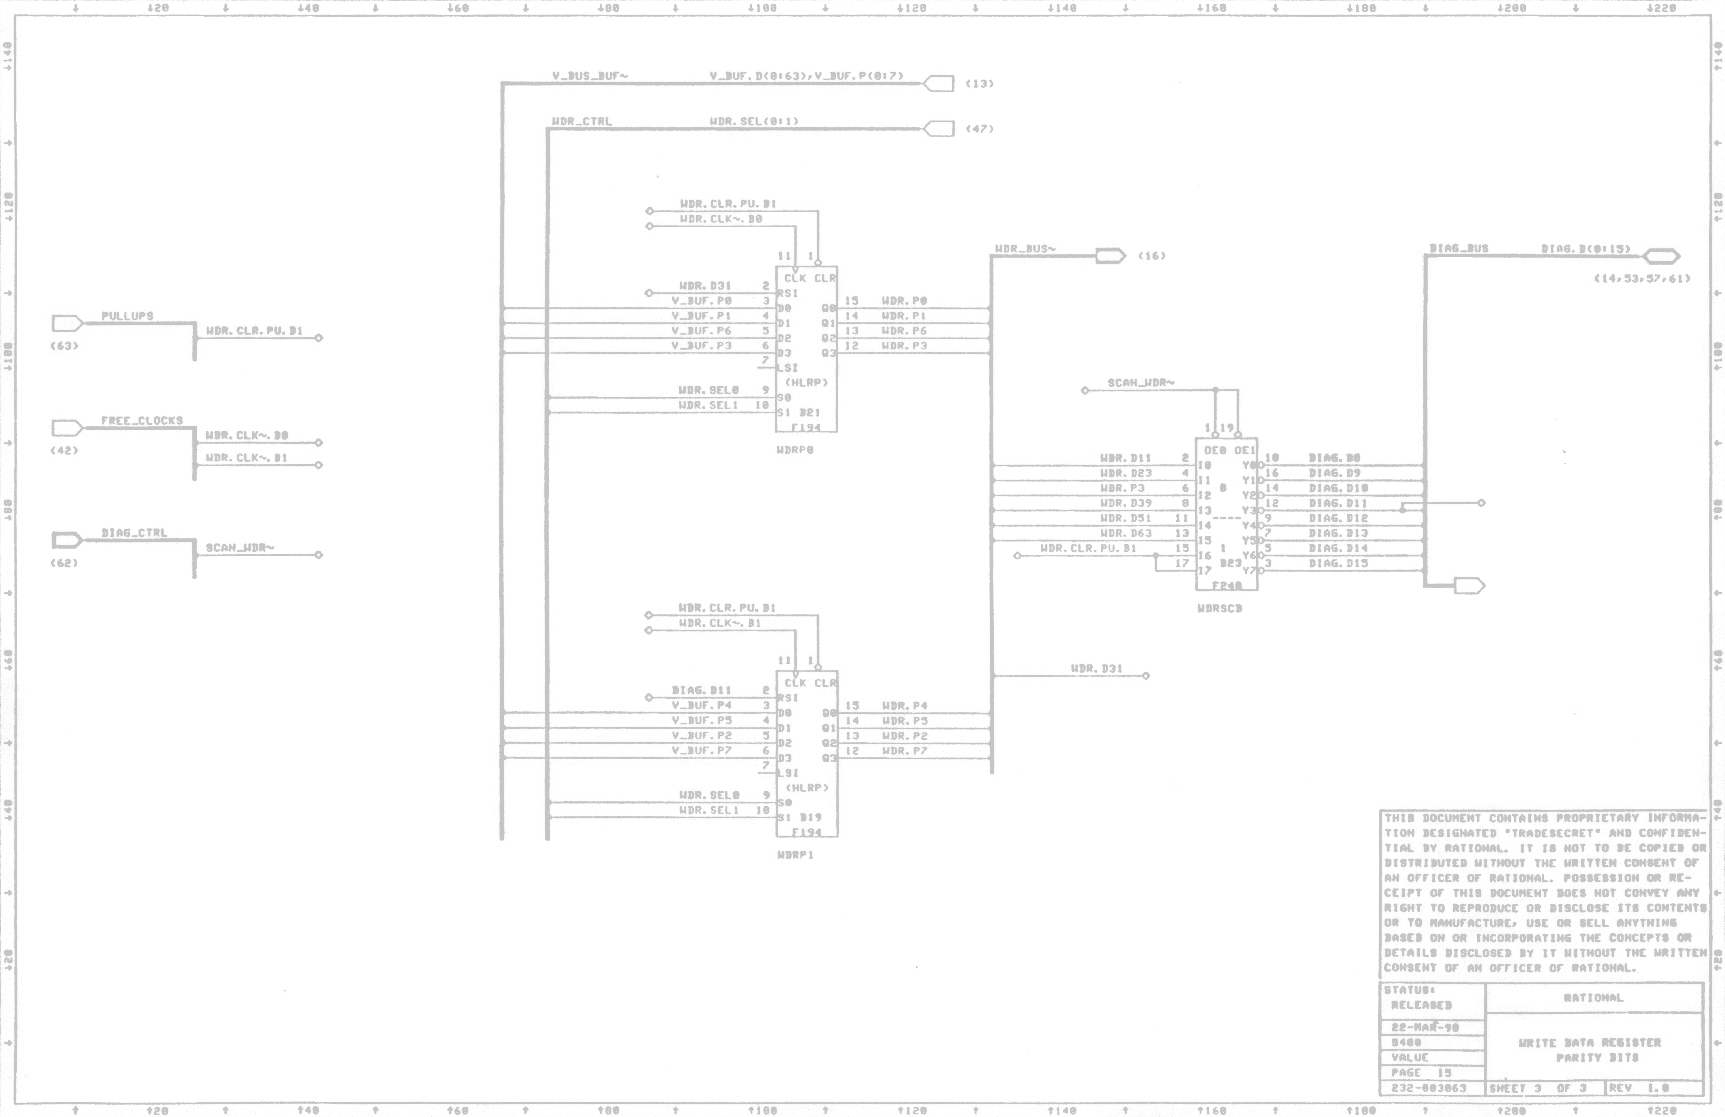 ↓20 ↓40 ↓60 ↓80 ↓100 ↓120 ↓140 ↓160 ↓180 ↓200 ↓220
V_BUS_BUF~ V_BUF.D(0:63),V_BUF.P(0:7) (13)
WDR_CTRL WDR.SEL(0:1) (47)
WDR.CLR.PU.B1
WDR.CLK~.B0
11 1
CLK CLR
WDR.D31 2 RSI
V_BUF.P0 3 D0 Q0 15 WDR.P0
V_BUF.P1 4 D1 Q1 14 WDR.P1
V_BUF.P6 5 D2 Q2 13 WDR.P6
V_BUF.P3 6 D3 Q3 12 WDR.P3
7 LSI
(HLRP)
WDR.SEL0 9 S0
WDR.SEL1 10 S1 B21
F194
WDRP0
PULLUPS
(63)
WDR.CLR.PU.B1
FREE_CLOCKS
(42)
WDR.CLK~.B0
WDR.CLK~.B1
DIAG_CTRL
(62)
SCAN_WDR~
WDR_BUS~ (16)
DIAG_BUS DIAG.D(0:15)
(14,53,57,61)
SCAN_WDR~
1 19
OE0 OE1
WDR.D11 2 I0 Y0 18 DIAG.D8
WDR.D23 4 I1 Y1 16 DIAG.D9
WDR.P3 6 I2 0 Y2 14 DIAG.D10
WDR.D39 8 I3 Y3 12 DIAG.D11
WDR.D51 11 I4 ---- Y4 9 DIAG.D12
WDR.D63 13 I5 Y5 7 DIAG.D13
WDR.CLR.PU.B1 15 I6 1 Y6 5 DIAG.D14
17 I7 B23 Y7 3 DIAG.D15
F240
WDRSCB
WDR.CLR.PU.B1
WDR.CLK~.B1
11 1
CLK CLR
DIAG.D11 2 RSI
V_BUF.P4 3 D0 Q0 15 WDR.P4
V_BUF.P5 4 D1 Q1 14 WDR.P5
V_BUF.P2 5 D2 Q2 13 WDR.P2
V_BUF.P7 6 D3 Q3 12 WDR.P7
7 LSI
(HLRP)
WDR.SEL0 9 S0
WDR.SEL1 10 S1 B19
F194
WDRP1
WDR.D31
THIS DOCUMENT CONTAINS PROPRIETARY INFORMA-
TION DESIGNATED "TRADESECRET" AND CONFIDEN-
TIAL BY RATIONAL. IT IS NOT TO BE COPIED OR
DISTRIBUTED WITHOUT THE WRITTEN CONSENT OF
AN OFFICER OF RATIONAL. POSSESSION OR RE-
CEIPT OF THIS DOCUMENT DOES NOT CONVEY ANY
RIGHT TO REPRODUCE OR DISCLOSE ITS CONTENTS
OR TO MANUFACTURE, USE OR SELL ANYTHING
BASED ON OR INCORPORATING THE CONCEPTS OR
DETAILS DISCLOSED BY IT WITHOUT THE WRITTEN
CONSENT OF AN OFFICER OF RATIONAL.
STATUS:
RELEASED
RATIONAL
22-MAR-90
S400
VALUE
PAGE 15
WRITE DATA REGISTER
PARITY BITS
232-003063 SHEET 3 OF 3 REV 1.0
↑20 ↑40 ↑60 ↑80 ↑100 ↑120 ↑140 ↑160 ↑180 ↑200 ↑220